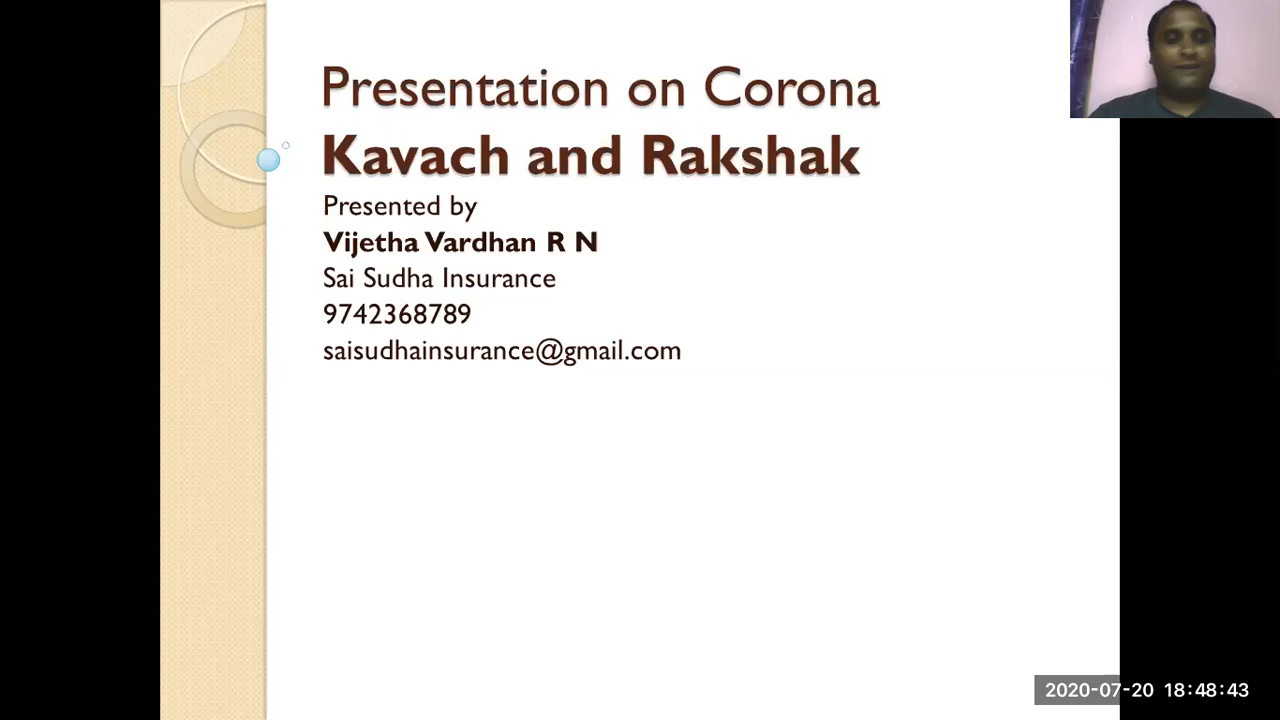 Presentation on Corona
Kavach and Rakshak
Presented by
Vijetha Vardhan R N
Sai Sudha Insurance
9742368789
saisudhainsurance@gmail.com
2020-07-20 18:48:43